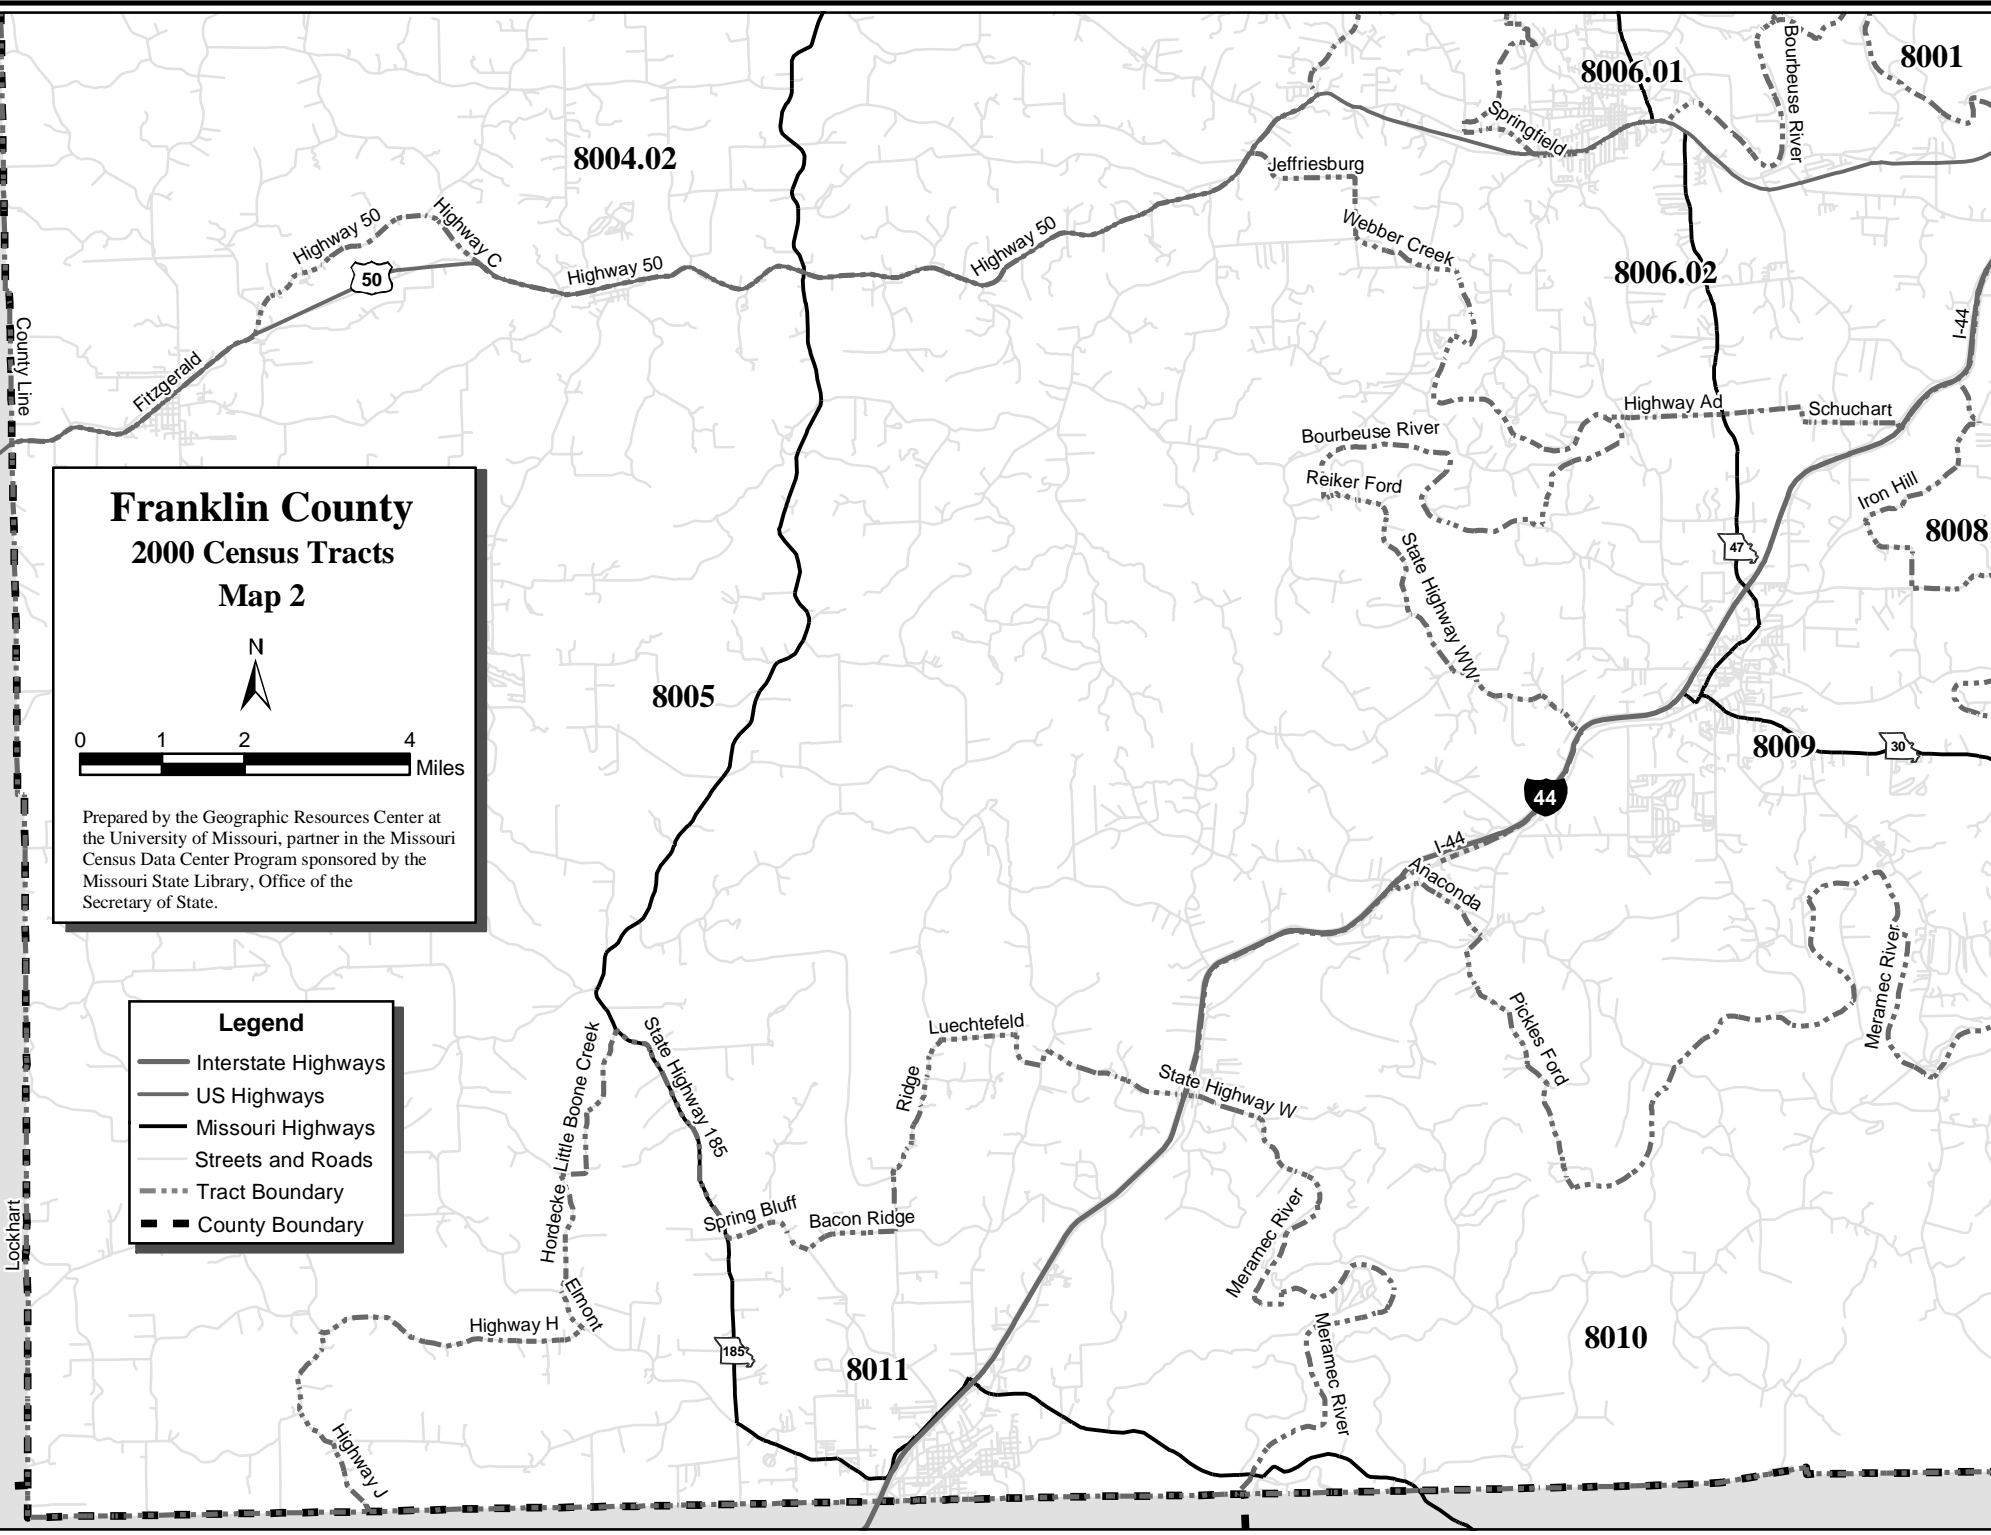 8006.01
8001
Bourbeuse River
Springfield
8004.02
Jeffriesburg
Highway 50
Highway C
Webber Creek
Highway 50
Highway 50
50
8006.02
I-44
County Line
Fitzgerald
Highway Ad
Schuchart
Bourbeuse River
Reiker Ford
Iron Hill
8008
State Highway WW
47
Franklin County
2000 Census Tracts
Map 2
N
0 1 2 4
Miles
Prepared by the Geographic Resources Center at
the University of Missouri, partner in the Missouri
Census Data Center Program sponsored by the
Missouri State Library, Office of the
Secretary of State.
8005
8009
30
44
I-44
Anaconda
Meramec River
Pickles Ford
Legend
Interstate Highways
US Highways
Missouri Highways
Streets and Roads
Tract Boundary
County Boundary
Little Boone Creek
State Highway 185
Luechtefeld
Ridge
State Highway W
Hordecke
Spring Bluff
Bacon Ridge
Meramec River
Lockhart
Elmont
Highway H
Meramec River
185
8011
8010
Highway J